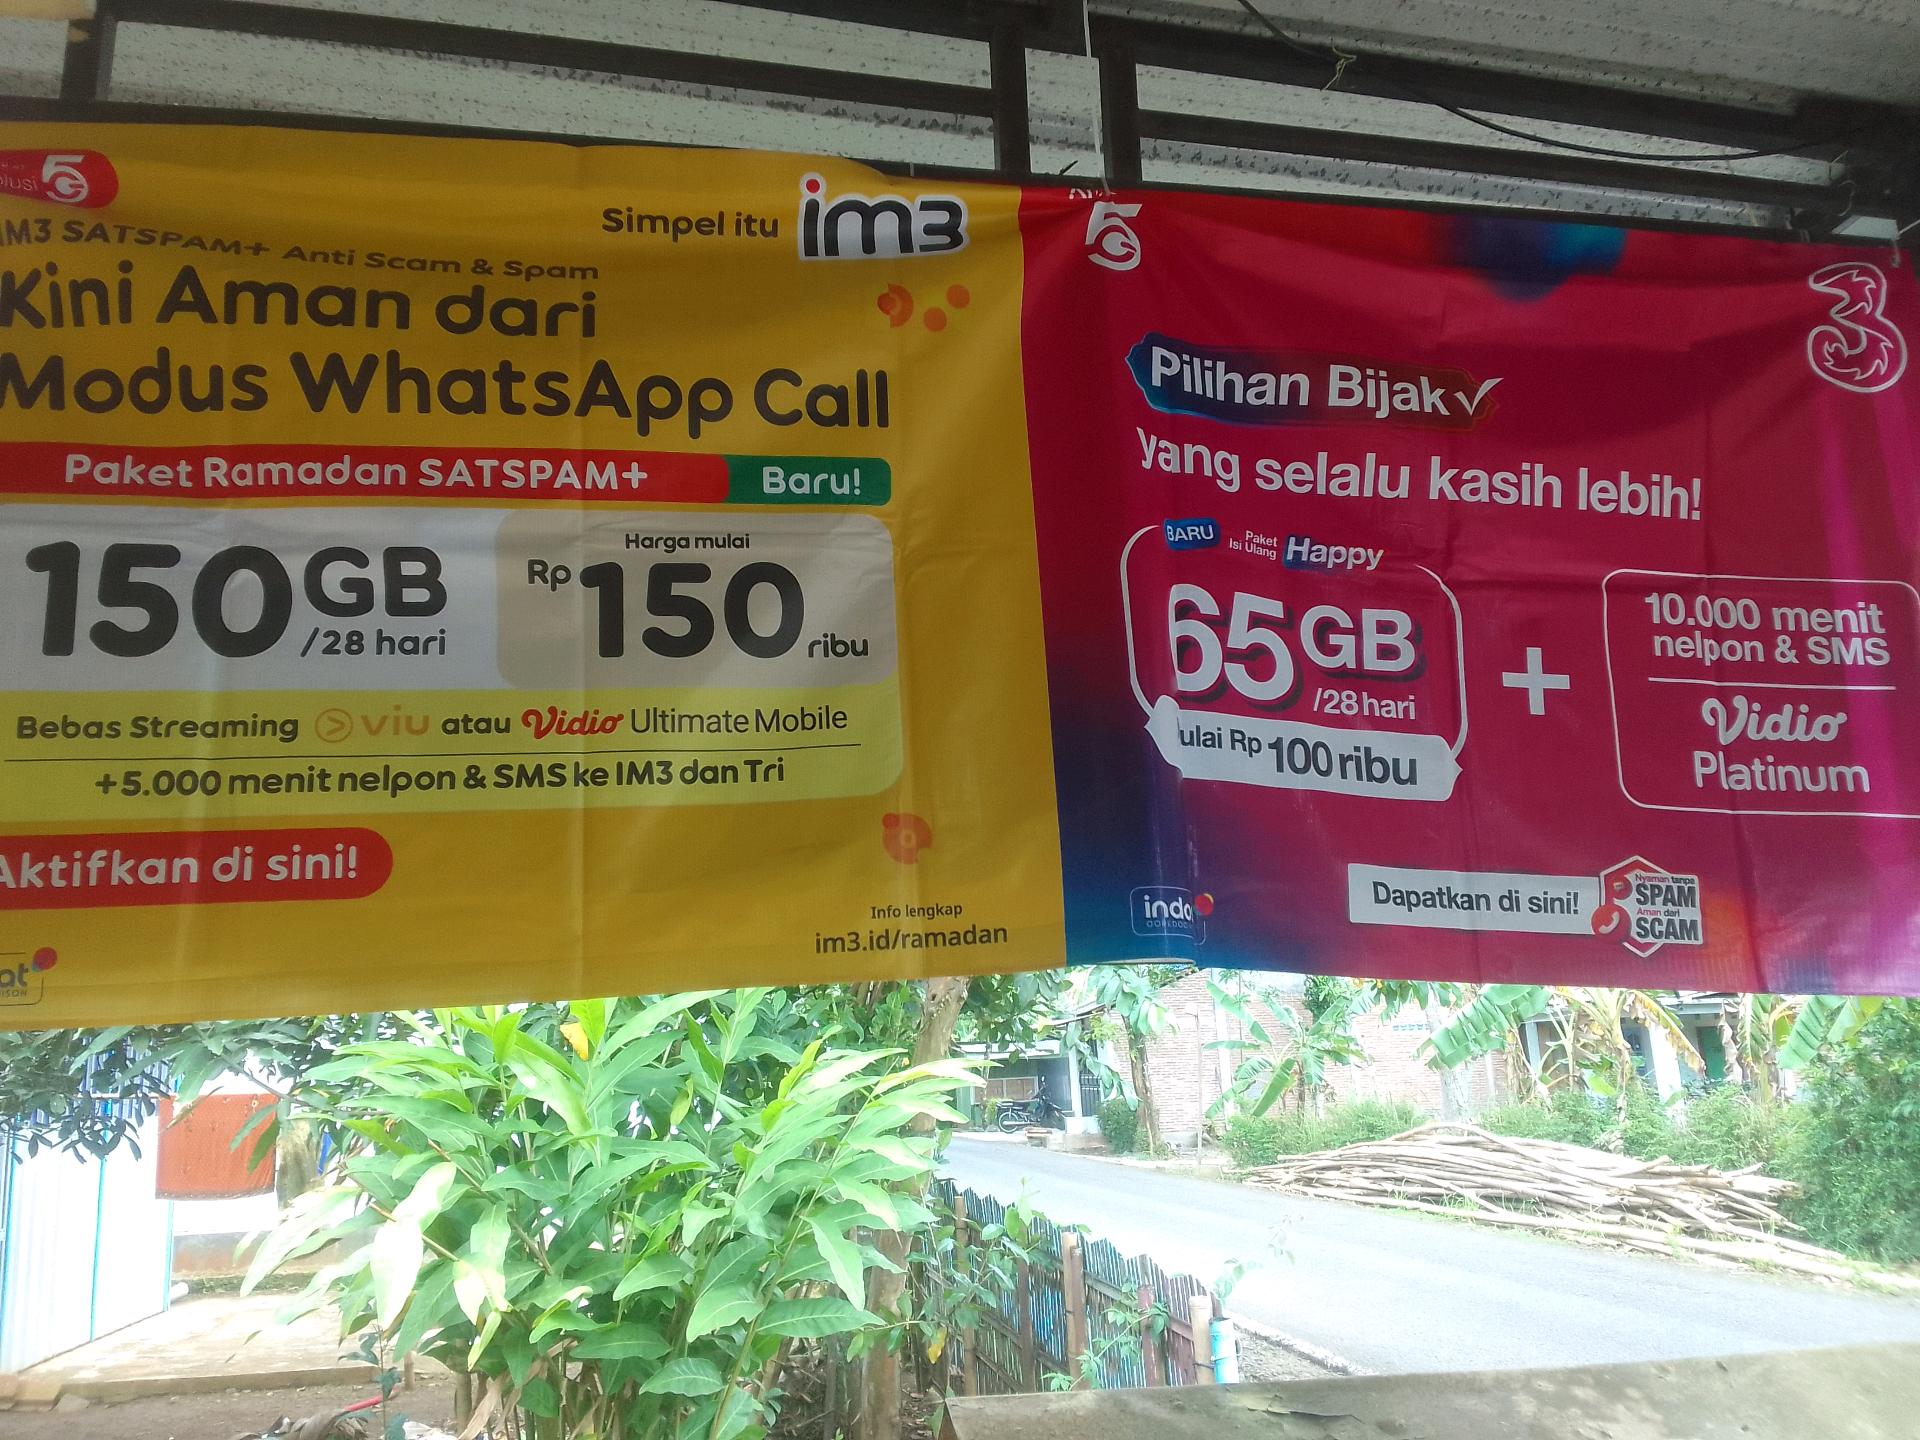 5G
IM3 SATSPAM+ Anti Scam & Spam
Simpel itu im3
Kini Aman dari
Modus WhatsApp Call
Paket Ramadan SATSPAM+ Baru!
150GB
/28 hari
Harga mulai
Rp150 ribu
Bebas Streaming viu atau Vidio Ultimate Mobile
+5.000 menit nelpon & SMS ke IM3 dan Tri
Aktifkan di sini!
Info lengkap
im3.id/ramadan
5G
3
Pilihan Bijak
yang selalu kasih lebih!
BARU Paket Isi Ulang Happy
65GB
/28 hari
ulai Rp 100 ribu
+
10.000 menit
nelpon & SMS
Vidio
Platinum
Dapatkan di sini!
Nyaman tanpa
SPAM
Aman dari
SCAM
indo